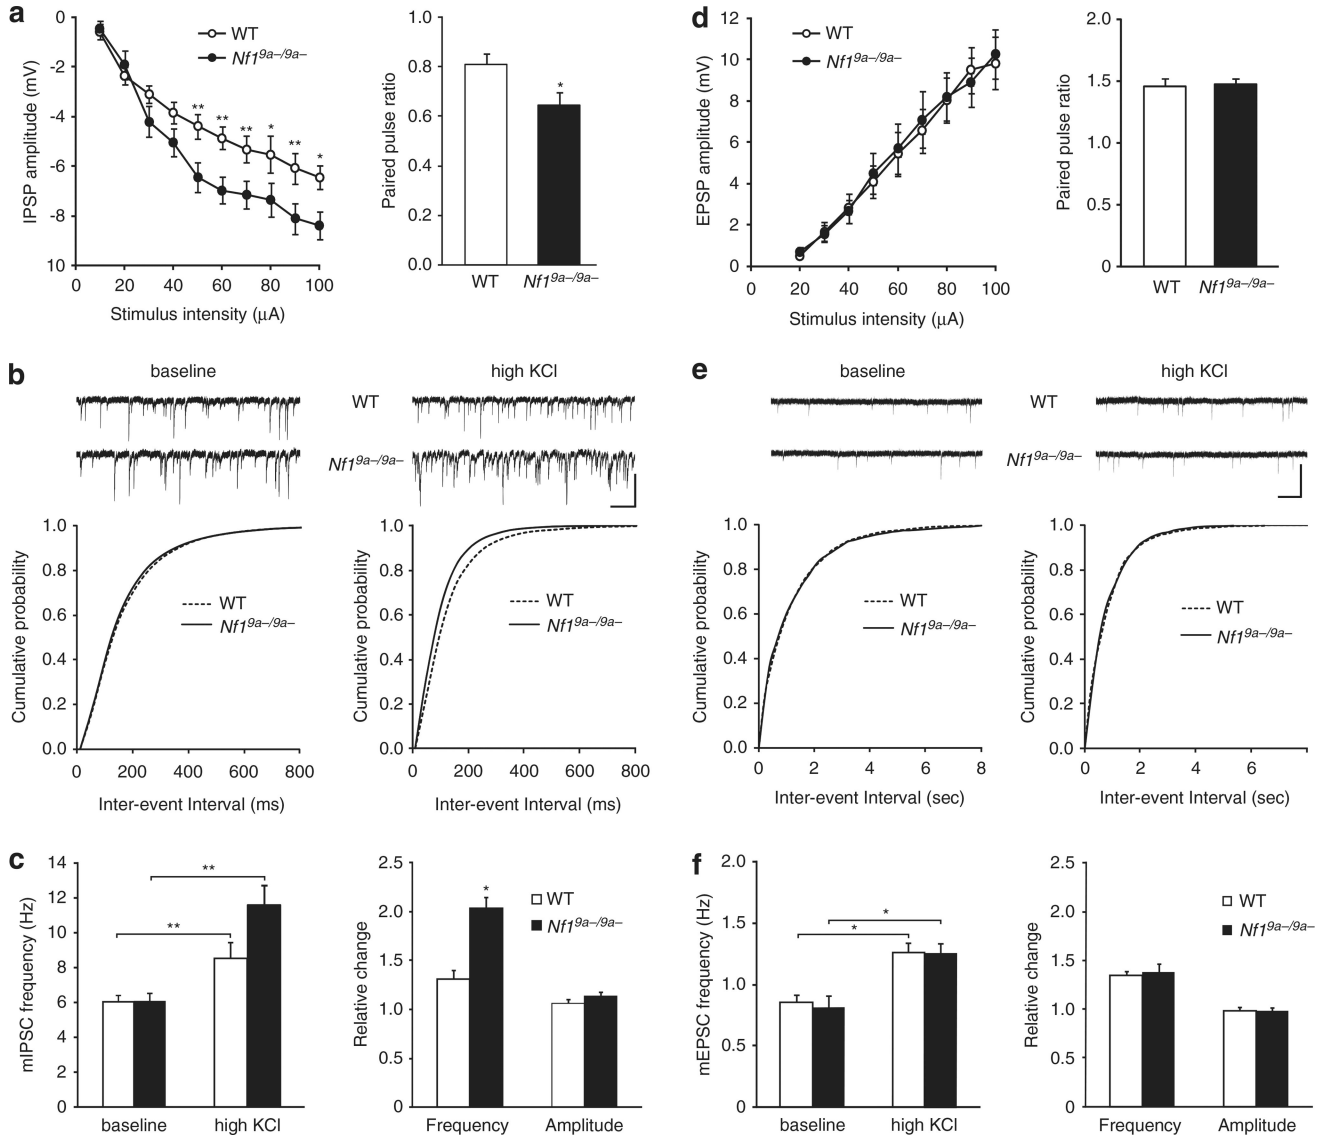 a
IPSP amplitude (mV)
0
-2
-4
-6
-8
10
WT
Nf1 9a–/9a–
** ** ** * ** *
0 20 40 60 80 100
Stimulus intensity (μA)
Paired pulse ratio
1.0
0.8
0.6
0.4
0.2
0.0
*
WT Nf1 9a–/9a–
d
EPSP amplitude (mV)
12
10
8
6
4
2
0
WT
Nf1 9a–/9a–
0 20 40 60 80 100
Stimulus intensity (μA)
Paired pulse ratio
2.0
1.5
1.0
0.5
0
WT Nf1 9a–/9a–
b
baseline high KCl
WT
Nf1 9a–/9a–
Cumulative probability
1.0
0.8
0.6
0.4
0.2
0.0
WT
Nf1 9a–/9a–
0 200 400 600 800
Inter-event Interval (ms)
Cumulative probability
1.0
0.8
0.6
0.4
0.2
0.0
WT
Nf1 9a–/9a–
0 200 400 600 800
Inter-event Interval (ms)
e
baseline high KCl
WT
Nf1 9a–/9a–
Cumulative probability
1.0
0.8
0.6
0.4
0.2
0.0
WT
Nf1 9a–/9a–
0 2 4 6 8
Inter-event Interval (sec)
Cumulative probability
1.0
0.8
0.6
0.4
0.2
0.0
WT
Nf1 9a–/9a–
0 2 4 6 8
Inter-event Interval (sec)
c
mIPSC frequency (Hz)
14
12
10
8
6
4
2
0
**
**
baseline high KCl
Relative change
2.5
2.0
1.5
1.0
0.5
0
*
WT
Nf1 9a–/9a–
Frequency Amplitude
f
mEPSC frequency (Hz)
2.0
1.5
1.0
0.5
0
*
*
baseline high KCl
Relative change
2.5
2.0
1.5
1.0
0.5
0
WT
Nf1 9a–/9a–
Frequency Amplitude